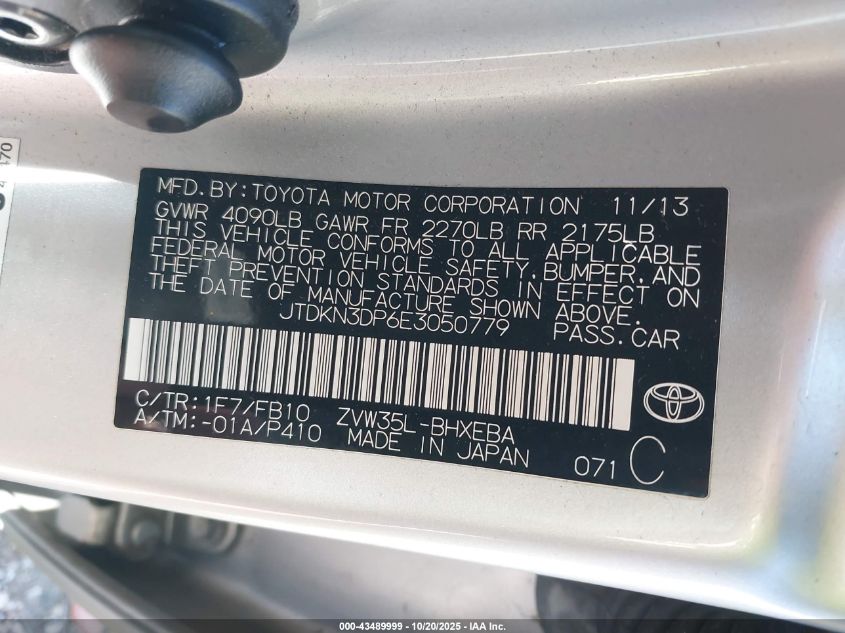 MFD.BY:TOYOTA MOTOR CORPORATION 11/13
GVWR 4090LB GAWR FR 2270LB RR 2175LB
THIS VEHICLE CONFORMS TO ALL APPLICABLE
FEDERAL MOTOR VEHICLE SAFETY,BUMPER,AND
THEFT PREVENTION STANDARDS IN EFFECT ON
THE DATE OF MANUFACTURE SHOWN ABOVE.
JTDKN3DP6E3050779 PASS.CAR
C/TR:1F7/FB10 ZVW35L-BHXEBA
A/TM:-01A/P410 MADE IN JAPAN 071 C
000-43489999 - 10/20/2025 - IAA Inc.